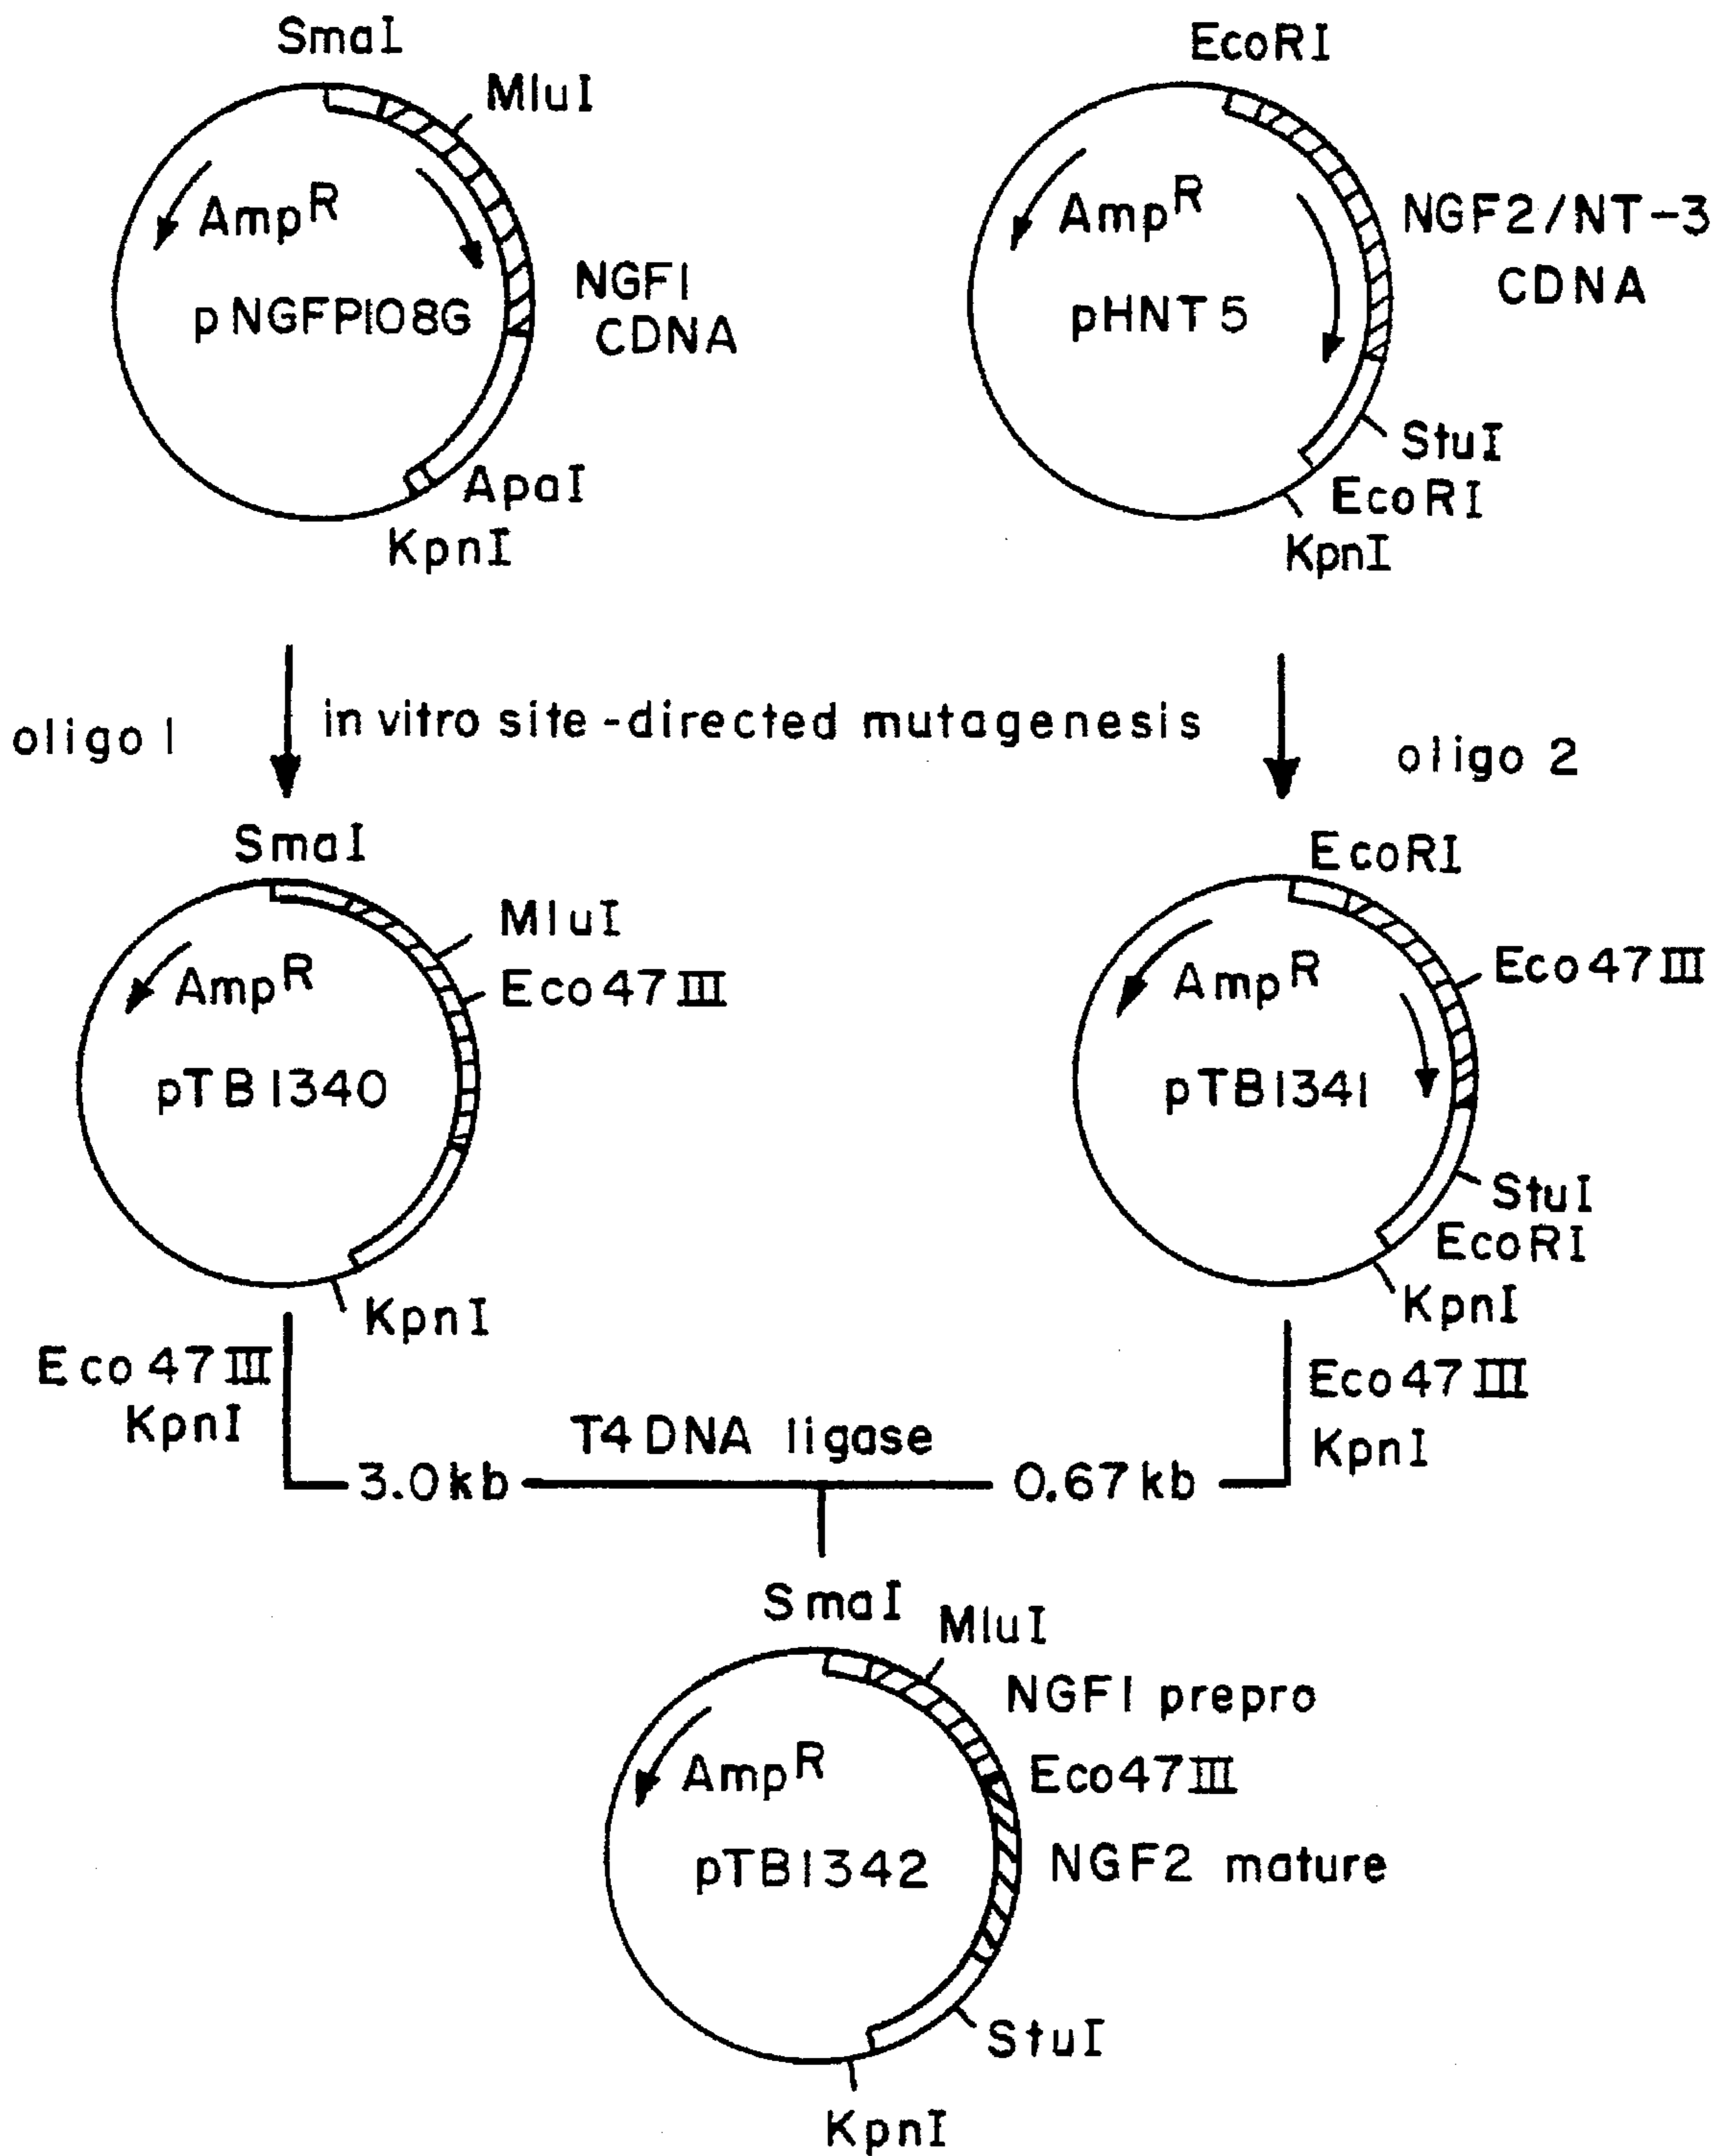 SmaI
MluI
AmpR
pNGFP108G
NGF1
CDNA
ApaI
KpnI
EcoRI
AmpR
pHNT5
NGF2/NT-3
CDNA
StuI
EcoRI
KpnI
oligo 1
in vitro site-directed mutagenesis
oligo 2
SmaI
MluI
Eco47III
AmpR
pTB1340
KpnI
EcoRI
Eco47III
AmpR
pTB1341
StuI
EcoRI
KpnI
Eco47III
KpnI
3.0kb
T4 DNA ligase
0.67kb
Eco47III
KpnI
SmaI
MluI
NGF1 prepro
AmpR
Eco47III
pTB1342
NGF2 mature
StuI
KpnI